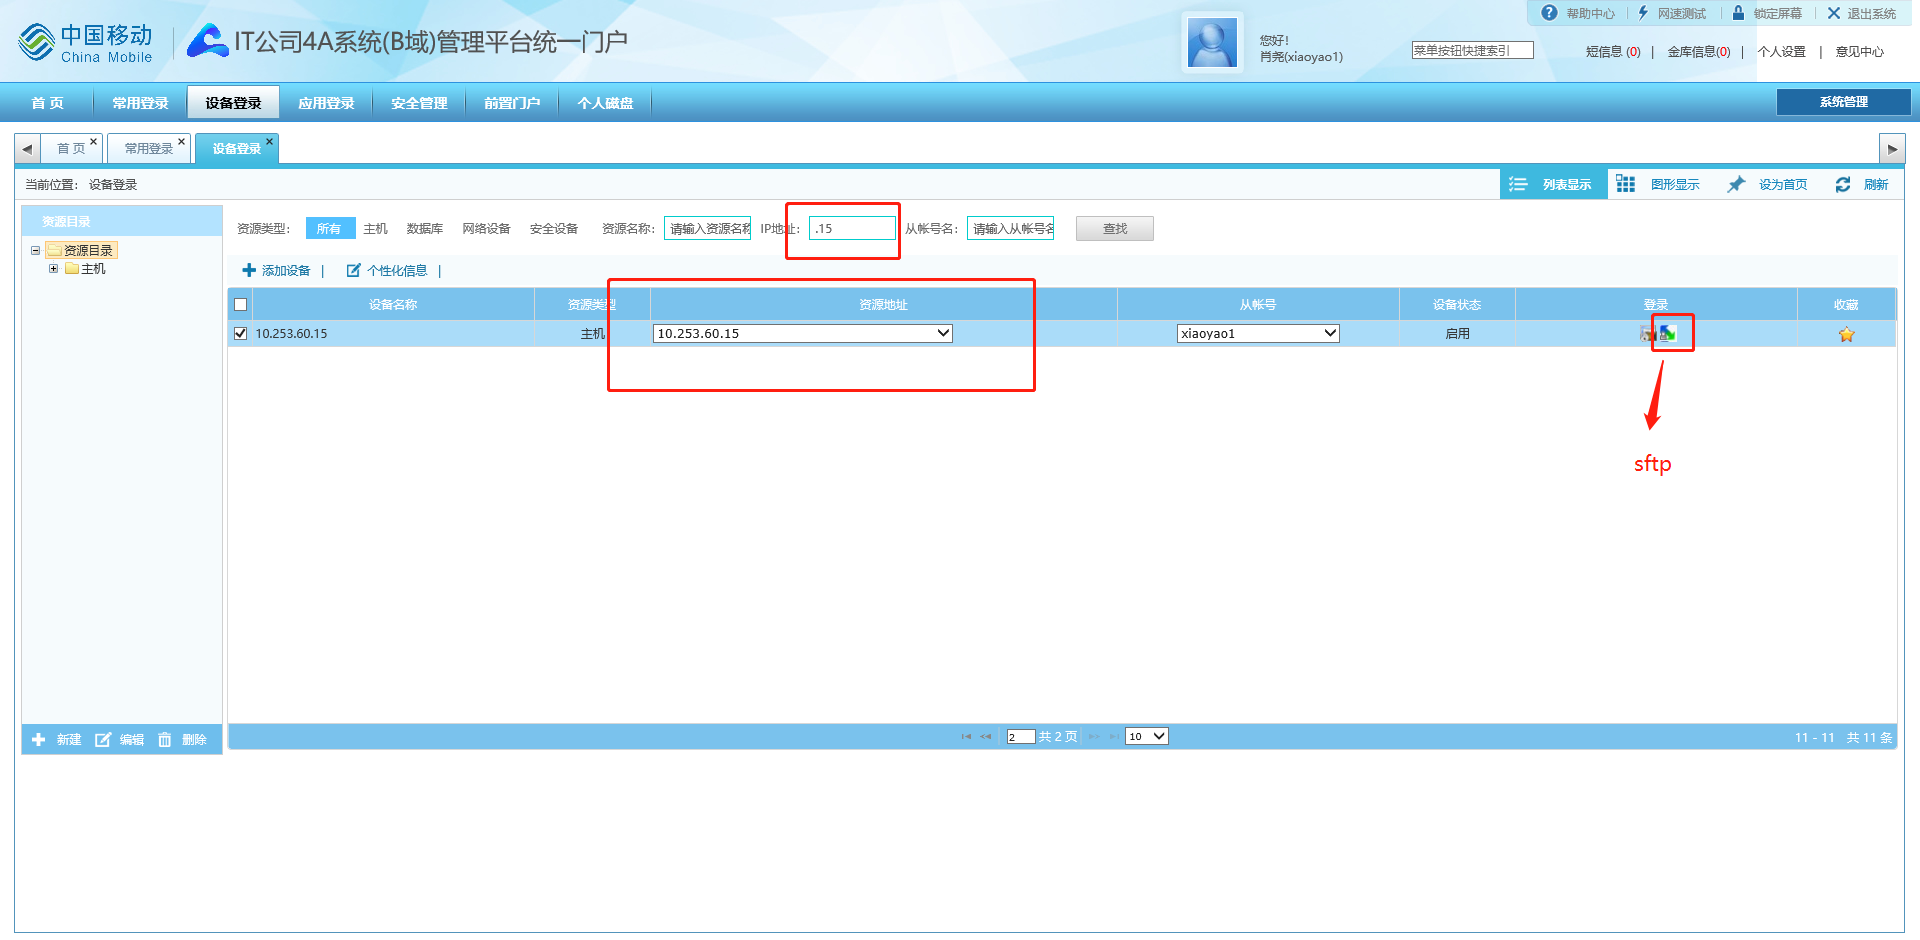 帮助中心
网速测试
锁定屏幕
退出系统
中国移动
China Mobile
IT公司4A系统(B域)管理平台统一门户
您好!
肖尧(xiaoyao1)
菜单按钮快捷索引
短信息 (0) | 金库信息(0) | 个人设置 | 意见中心
首 页
常用登录
设备登录
应用登录
安全管理
前置门户
个人磁盘
系统管理
首 页
常用登录
设备登录
当前位置： 设备登录
列表显示
图形显示
设为首页
刷新
资源目录
资源目录
主机
资源类型： 所有 主机 数据库 网络设备 安全设备 资源名称： 请输入资源名称 IP地址： .15 从帐号名： 请输入从帐号名 查找
添加设备 | 个性化信息 |
设备名称 资源类型 资源地址 从帐号 设备状态 登录 收藏
10.253.60.15 主机 10.253.60.15 xiaoyao1 启用
sftp
新建 编辑 删除
2 共 2 页 10
11 - 11 共 11 条